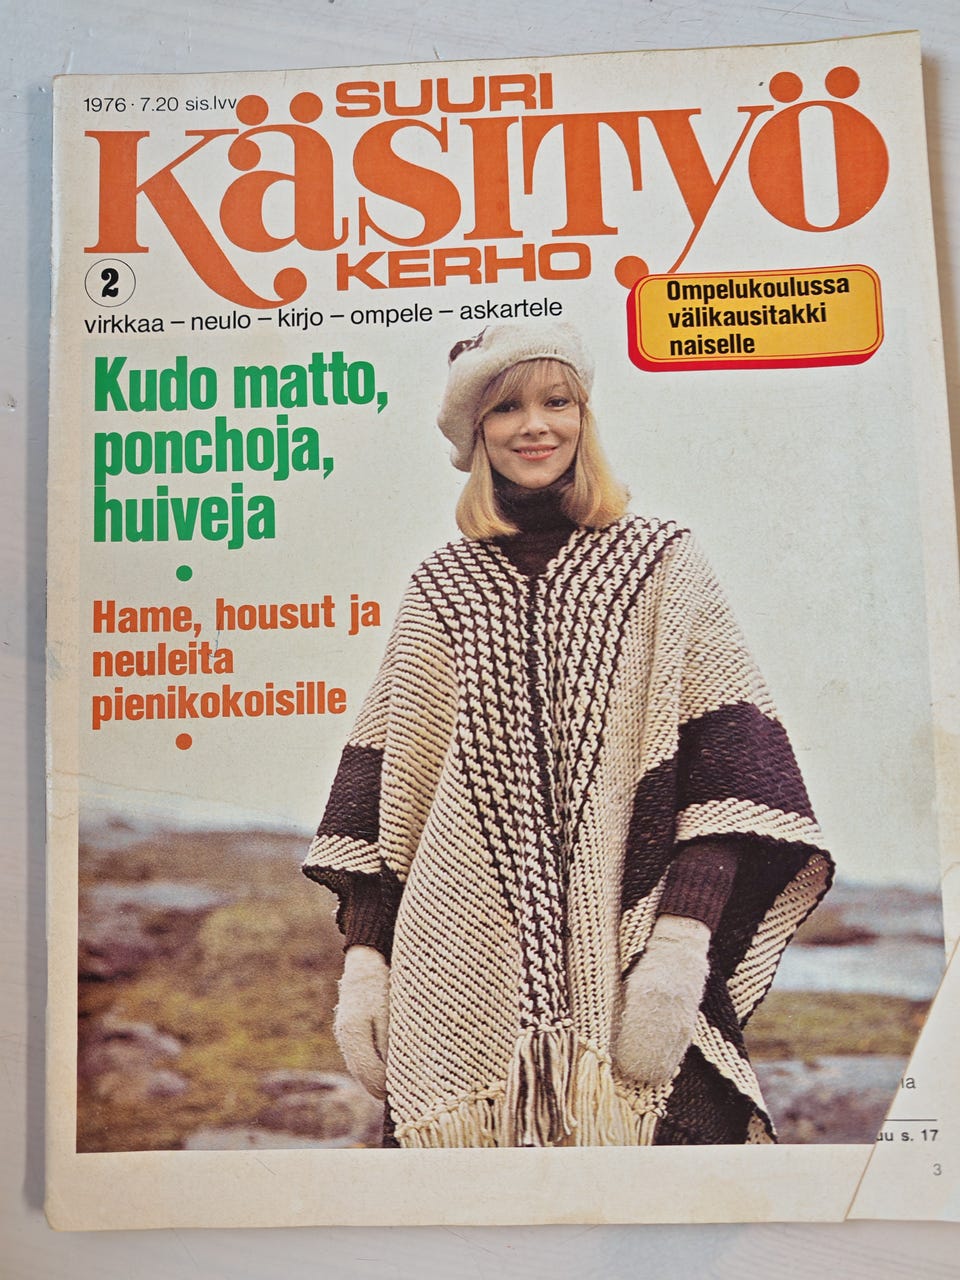 1976 · 7.20 sis.lvv
SUURI
KÄSITYÖ
KERHO
2
virkkaa – neulo – kirjo – ompele – askartele
Ompelukoulussa
välikausitakki
naiselle
Kudo matto,
ponchoja,
huiveja
•
Hame, housut ja
neuleita
pienikokoisille
•
s. 17
3